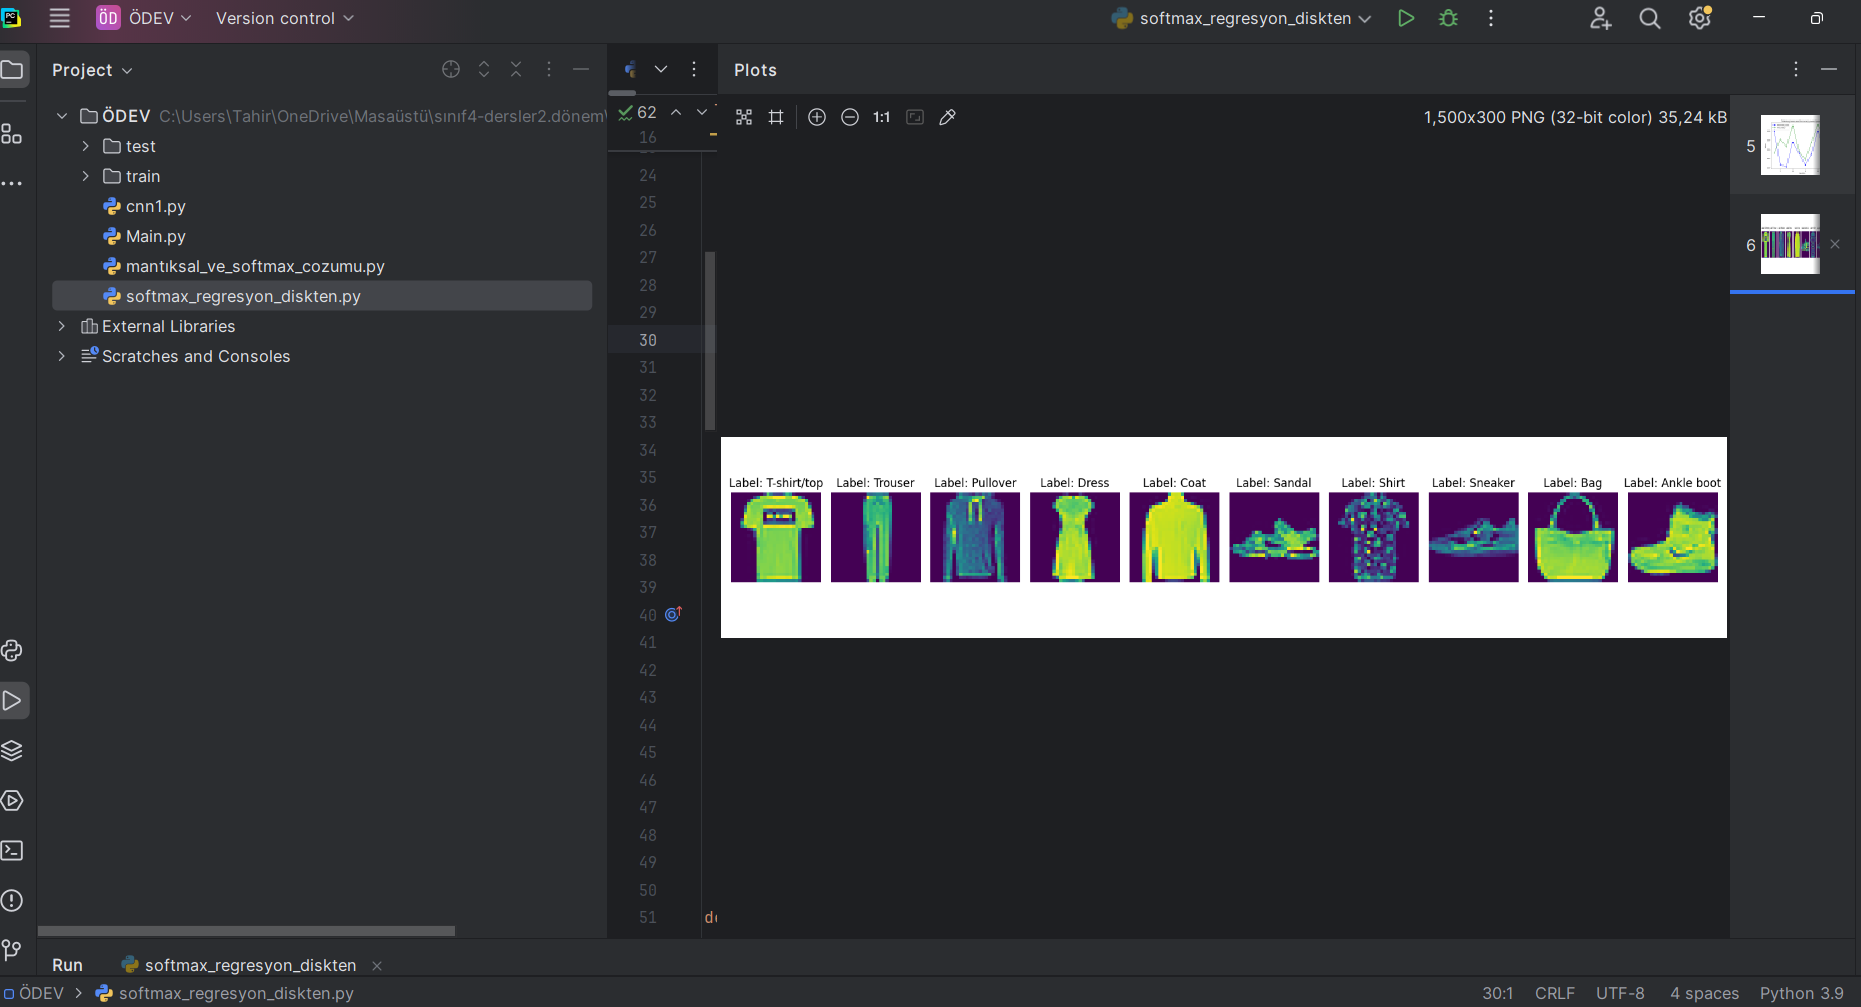 PC
ÖD ÖDEV Version control softmax_regresyon_diskten
Project
ÖDEV C:\Users\Tahir\OneDrive\Masaüstü\sınıf4-dersler2.dönem\
test
train
cnn1.py
Main.py
mantıksal_ve_softmax_cozumu.py
softmax_regresyon_diskten.py
External Libraries
Scratches and Consoles
62
16
24
25
26
27
28
29
30
31
32
33
34
35
36
37
38
39
40
41
42
43
44
45
46
47
48
49
50
51
Plots
1:1 1,500x300 PNG (32-bit color) 35,24 kB
5
6
Label: T-shirt/top Label: Trouser Label: Pullover Label: Dress Label: Coat Label: Sandal Label: Shirt Label: Sneaker Label: Bag Label: Ankle boot
Run softmax_regresyon_diskten
ÖDEV softmax_regresyon_diskten.py 30:1 CRLF UTF-8 4 spaces Python 3.9